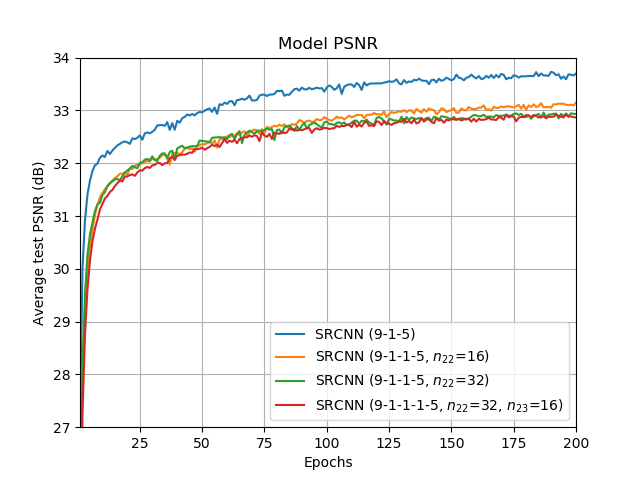 Model PSNR
34
33
32
31
30
29
28
27
Average test PSNR (dB)
SRCNN (9-1-5)
SRCNN (9-1-1-5, n₂₂=16)
SRCNN (9-1-1-5, n₂₂=32)
SRCNN (9-1-1-1-5, n₂₂=32, n₂₃=16)
25 50 75 100 125 150 175 200
Epochs